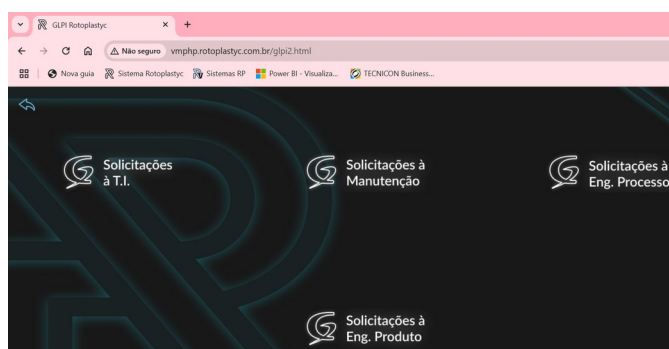 GLPI Rotoplastyc
Não seguro vmphp.rotoplastyc.com.br/glpi2.html
Nova guia Sistema Rotoplastyc Sistemas RP Power BI - Visualiza... TECNICON Business...
Solicitações
à T.I.
Solicitações à
Manutenção
Solicitações à
Eng. Processo
Solicitações à
Eng. Produto